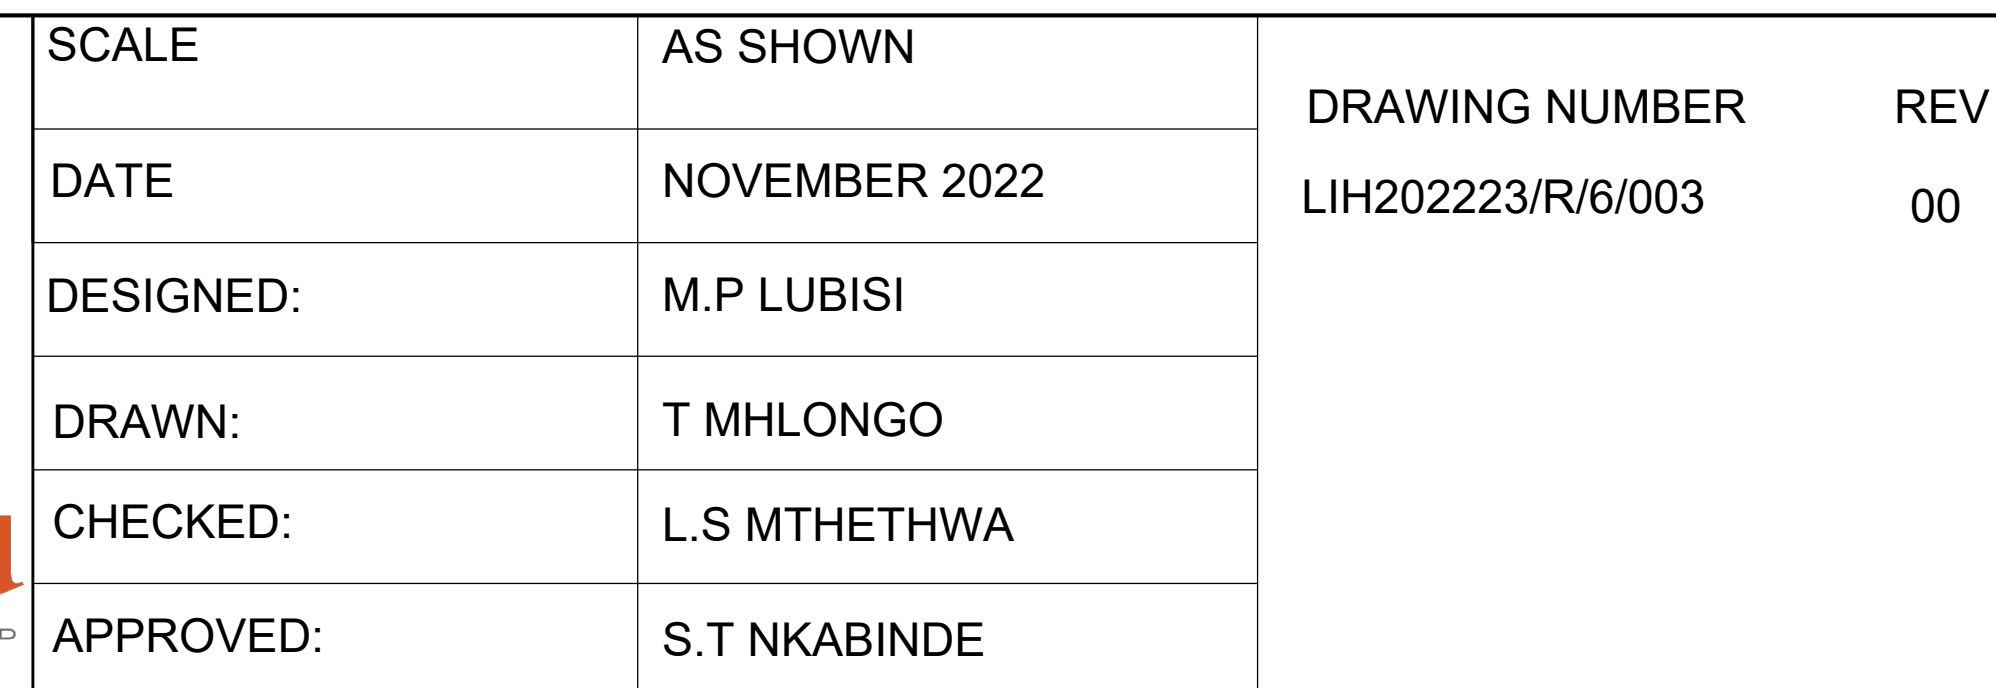 SCALE AS SHOWN
DRAWING NUMBER REV
DATE NOVEMBER 2022
LIH202223/R/6/003 00
DESIGNED: M.P LUBISI
DRAWN: T MHLONGO
CHECKED: L.S MTHETHWA
APPROVED: S.T NKABINDE